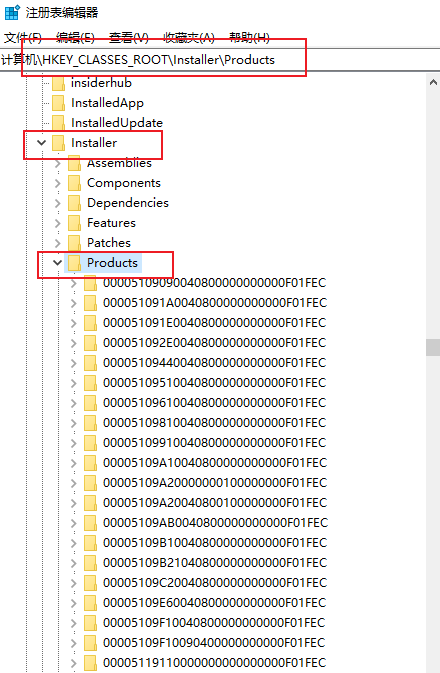 注册表编辑器
文件(F) 编辑(E) 查看(V) 收藏夹(A) 帮助(H)
计算机\HKEY_CLASSES_ROOT\Installer\Products
insiderhub
InstalledApp
InstalledUpdate
Installer
Assemblies
Components
Dependencies
Features
Patches
Products
00005109090040800000000000F01FEC
000051091A0040800000000000F01FEC
000051091E0040800000000000F01FEC
000051092E0040800000000000F01FEC
00005109440040800000000000F01FEC
00005109510040800000000000F01FEC
00005109610040800000000000F01FEC
00005109810040800000000000F01FEC
00005109910040800000000000F01FEC
00005109A10040800000000000F01FEC
00005109A20000000100000000F01FEC
00005109A20040800100000000F01FEC
00005109AB0040800000000000F01FEC
00005109B10040800000000000F01FEC
00005109B21040800000000000F01FEC
00005109C20040800000000000F01FEC
00005109E60040800000000000F01FEC
00005109F10040800000000000F01FEC
00005109F10090400000000000F01FEC
00005119110000000000000000F01FEC